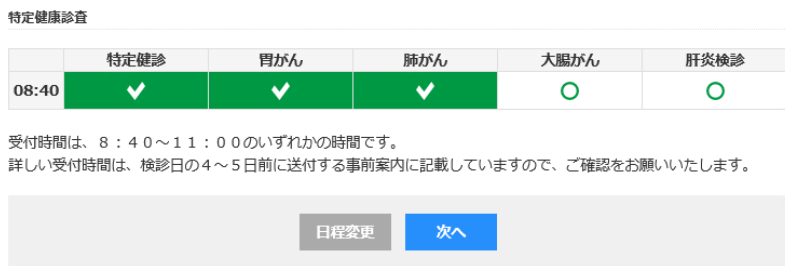 特定健康診査
特定健診 胃がん 肺がん 大腸がん 肝炎検診
08:40
受付時間は、８：４０～１１：００のいずれかの時間です。
詳しい受付時間は、検診日の４～５日前に送付する事前案内に記載していますので、ご確認をお願いいたします。
日程変更 次へ